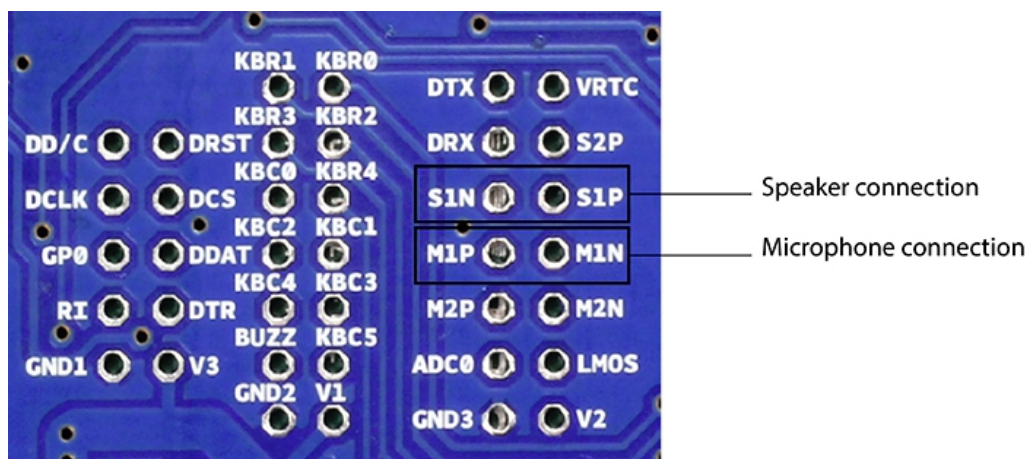 KBR1 KBR0
DTX VRTC
KBR3 KBR2
DD/C DRST
DRX S2P
KBC0 KBR4
DCLK DCS
S1N S1P
Speaker connection
KBC2 KBC1
GP0 DDAT
M1P M1N
Microphone connection
KBC4 KBC3
RI DTR
M2P M2N
BUZZ KBC5
GND1 V3
ADC0 LMOS
GND2 V1
GND3 V2